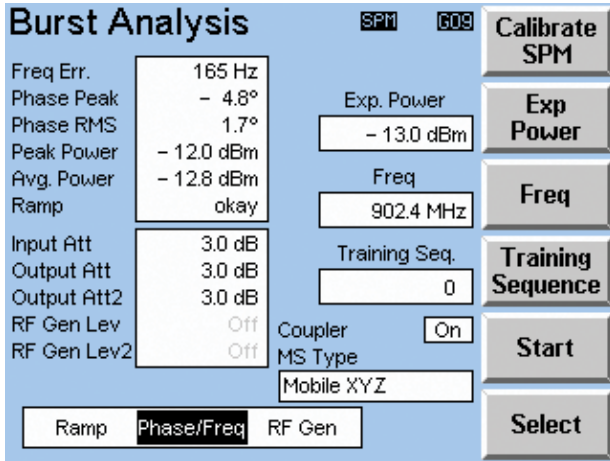 Burst Analysis
SPM
G09
Freq Err. 165 Hz
Phase Peak – 4.8°
Phase RMS 1.7°
Peak Power – 12.0 dBm
Avg. Power – 12.8 dBm
Ramp okay
Input Att 3.0 dB
Output Att 3.0 dB
Output Att2 3.0 dB
RF Gen Lev Off
RF Gen Lev2 Off
Exp. Power
– 13.0 dBm
Freq
902.4 MHz
Training Seq.
0
Coupler On
MS Type
Mobile XYZ
Ramp Phase/Freq RF Gen
Calibrate
SPM
Exp
Power
Freq
Training
Sequence
Start
Select